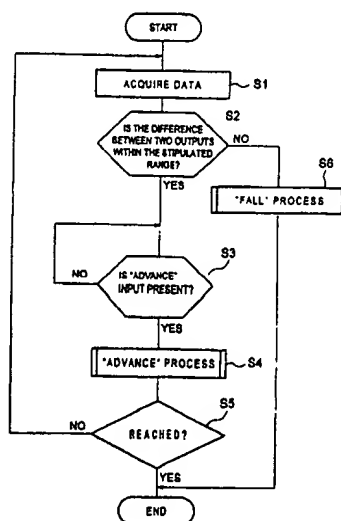 START
ACQUIRE DATA
S1
S2
IS THE DIFFERENCE
BETWEEN TWO OUTPUTS
WITHIN THE STIPULATED
RANGE?
NO
YES
S6
"FALL" PROCESS
NO
IS "ADVANCE"
INPUT PRESENT?
S3
YES
"ADVANCE" PROCESS
S4
S5
NO
REACHED?
YES
END